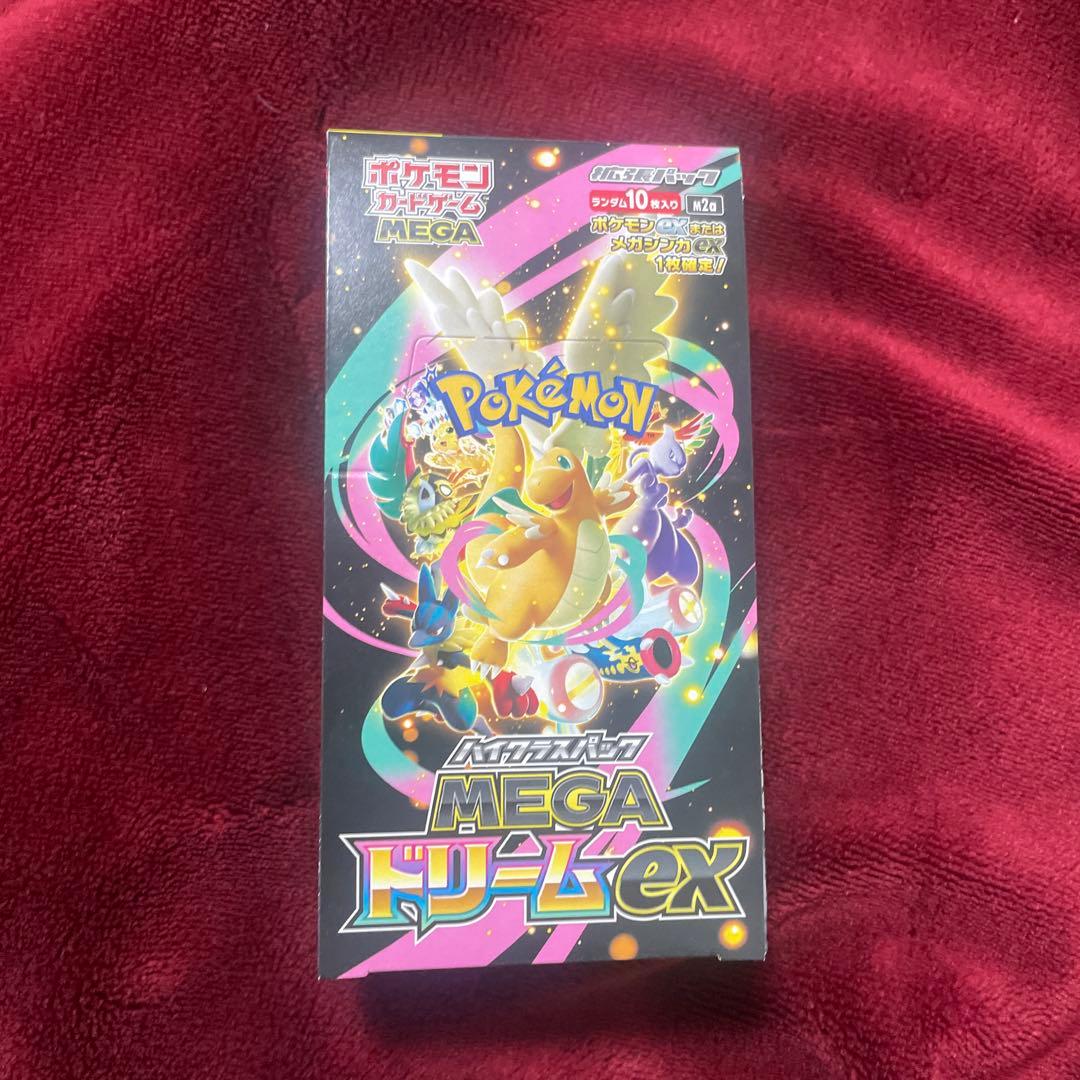 ポケモン
カードゲーム
MEGA
拡張パック
ランダム10枚入り M2a
ポケモンexまたは
メガシンカex
1枚確定!
POKÉMON
TM
ハイクラスパック
MEGA
ドリームex